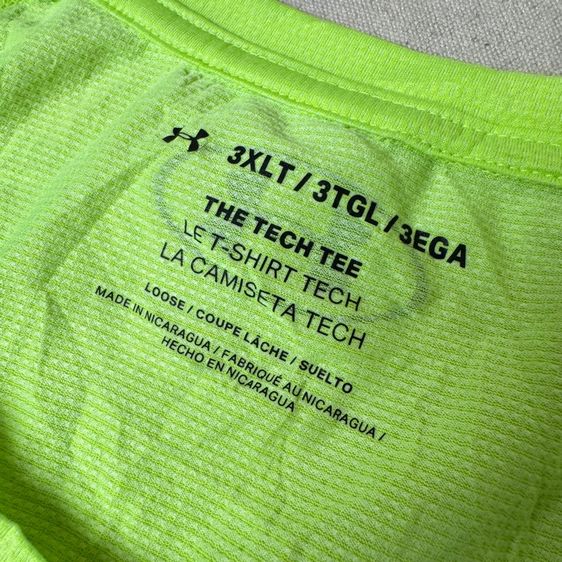 3XLT / 3TGL / 3EGA
THE TECH TEE
LE T-SHIRT TECH
LA CAMISETA TECH
LOOSE / COUPE LÂCHE / SUELTO
MADE IN NICARAGUA / FABRIQUÉ AU NICARAGUA /
HECHO EN NICARAGUA